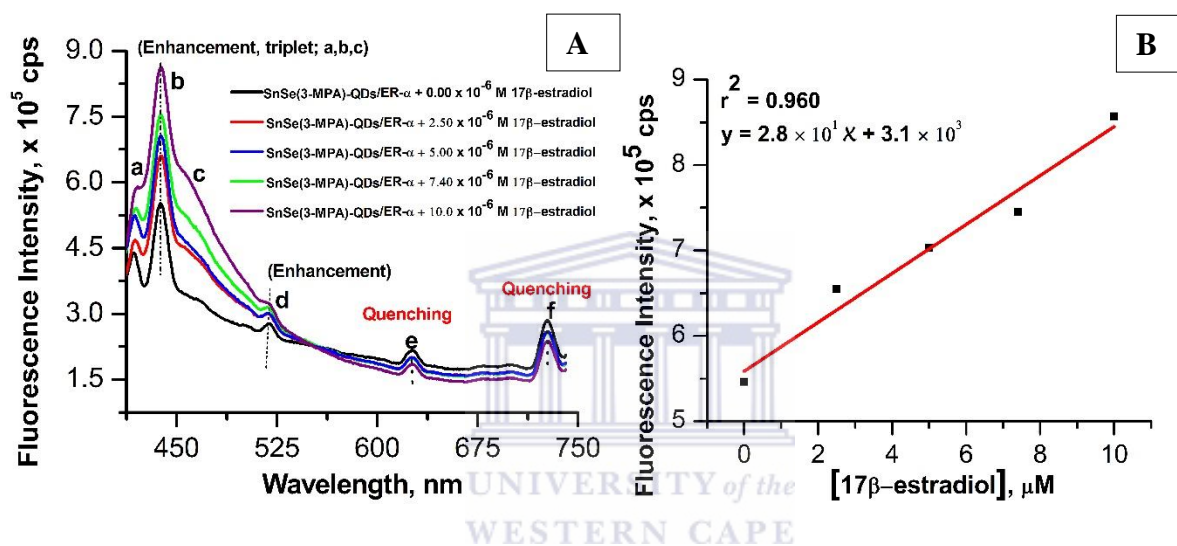 A
(Enhancement, triplet; a,b,c)
9.0
7.5
6.0
4.5
3.0
1.5
Fluorescence Intensity, x 10⁵ cps
a
b
c
SnSe(3-MPA)-QDs/ER-α + 0.00 x 10⁻⁶ M 17β-estradiol
SnSe(3-MPA)-QDs/ER-α + 2.50 x 10⁻⁶ M 17β-estradiol
SnSe(3-MPA)-QDs/ER-α + 5.00 x 10⁻⁶ M 17β-estradiol
SnSe(3-MPA)-QDs/ER-α + 7.40 x 10⁻⁶ M 17β-estradiol
SnSe(3-MPA)-QDs/ER-α + 10.0 x 10⁻⁶ M 17β-estradiol
(Enhancement)
d
Quenching
e
Quenching
f
450 525 600 675 750
Wavelength, nm
B
r² = 0.960
y = 2.8 × 10¹ X + 3.1 × 10³
9
8
7
6
5
Fluorescence Intensity, x 10⁵ cps
0 2 4 6 8 10
[17β–estradiol], μM
UNIVERSITY of the
WESTERN CAPE